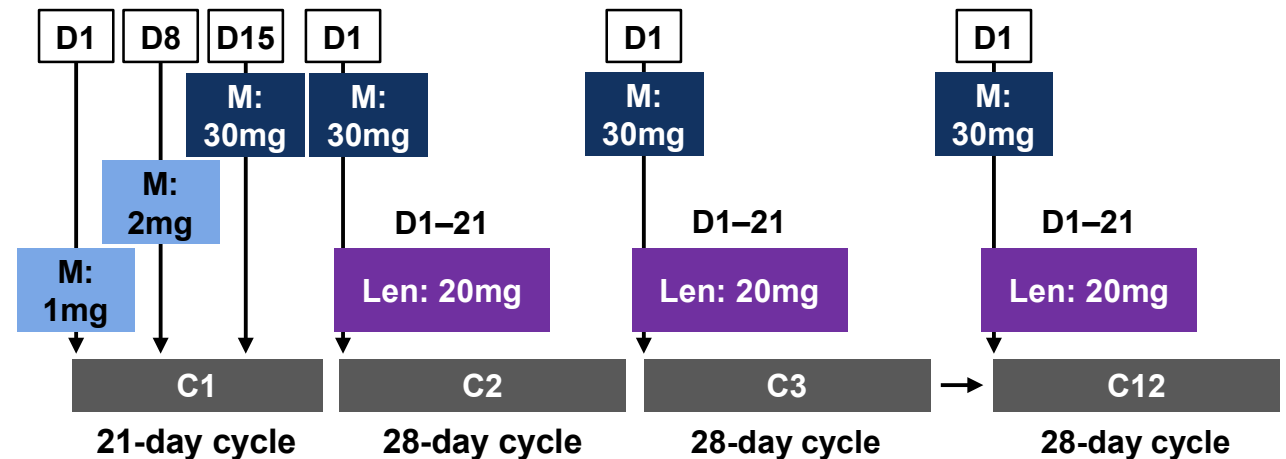 D1 D8 D15 D1 D1 D1
M: M: M: M:
30mg 30mg 30mg 30mg
M:
2mg
D1–21 D1–21 D1–21
M:
1mg
Len: 20mg Len: 20mg Len: 20mg
C1 C2 C3 C12
21-day cycle 28-day cycle 28-day cycle 28-day cycle